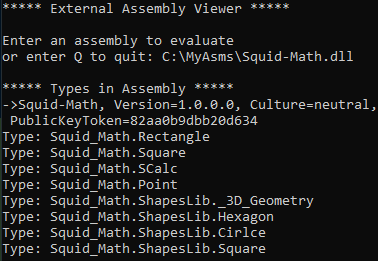 ***** External Assembly Viewer *****
Enter an assembly to evaluate
or enter Q to quit: C:\MyAsms\Squid-Math.dll
***** Types in Assembly *****
->Squid-Math, Version=1.0.0.0, Culture=neutral,
PublicKeyToken=82aa0b9dbb20d634
Type: Squid_Math.Rectangle
Type: Squid_Math.Square
Type: Squid_Math.SCalc
Type: Squid_Math.Point
Type: Squid_Math.ShapesLib._3D_Geometry
Type: Squid_Math.ShapesLib.Hexagon
Type: Squid_Math.ShapesLib.Cirlce
Type: Squid_Math.ShapesLib.Square